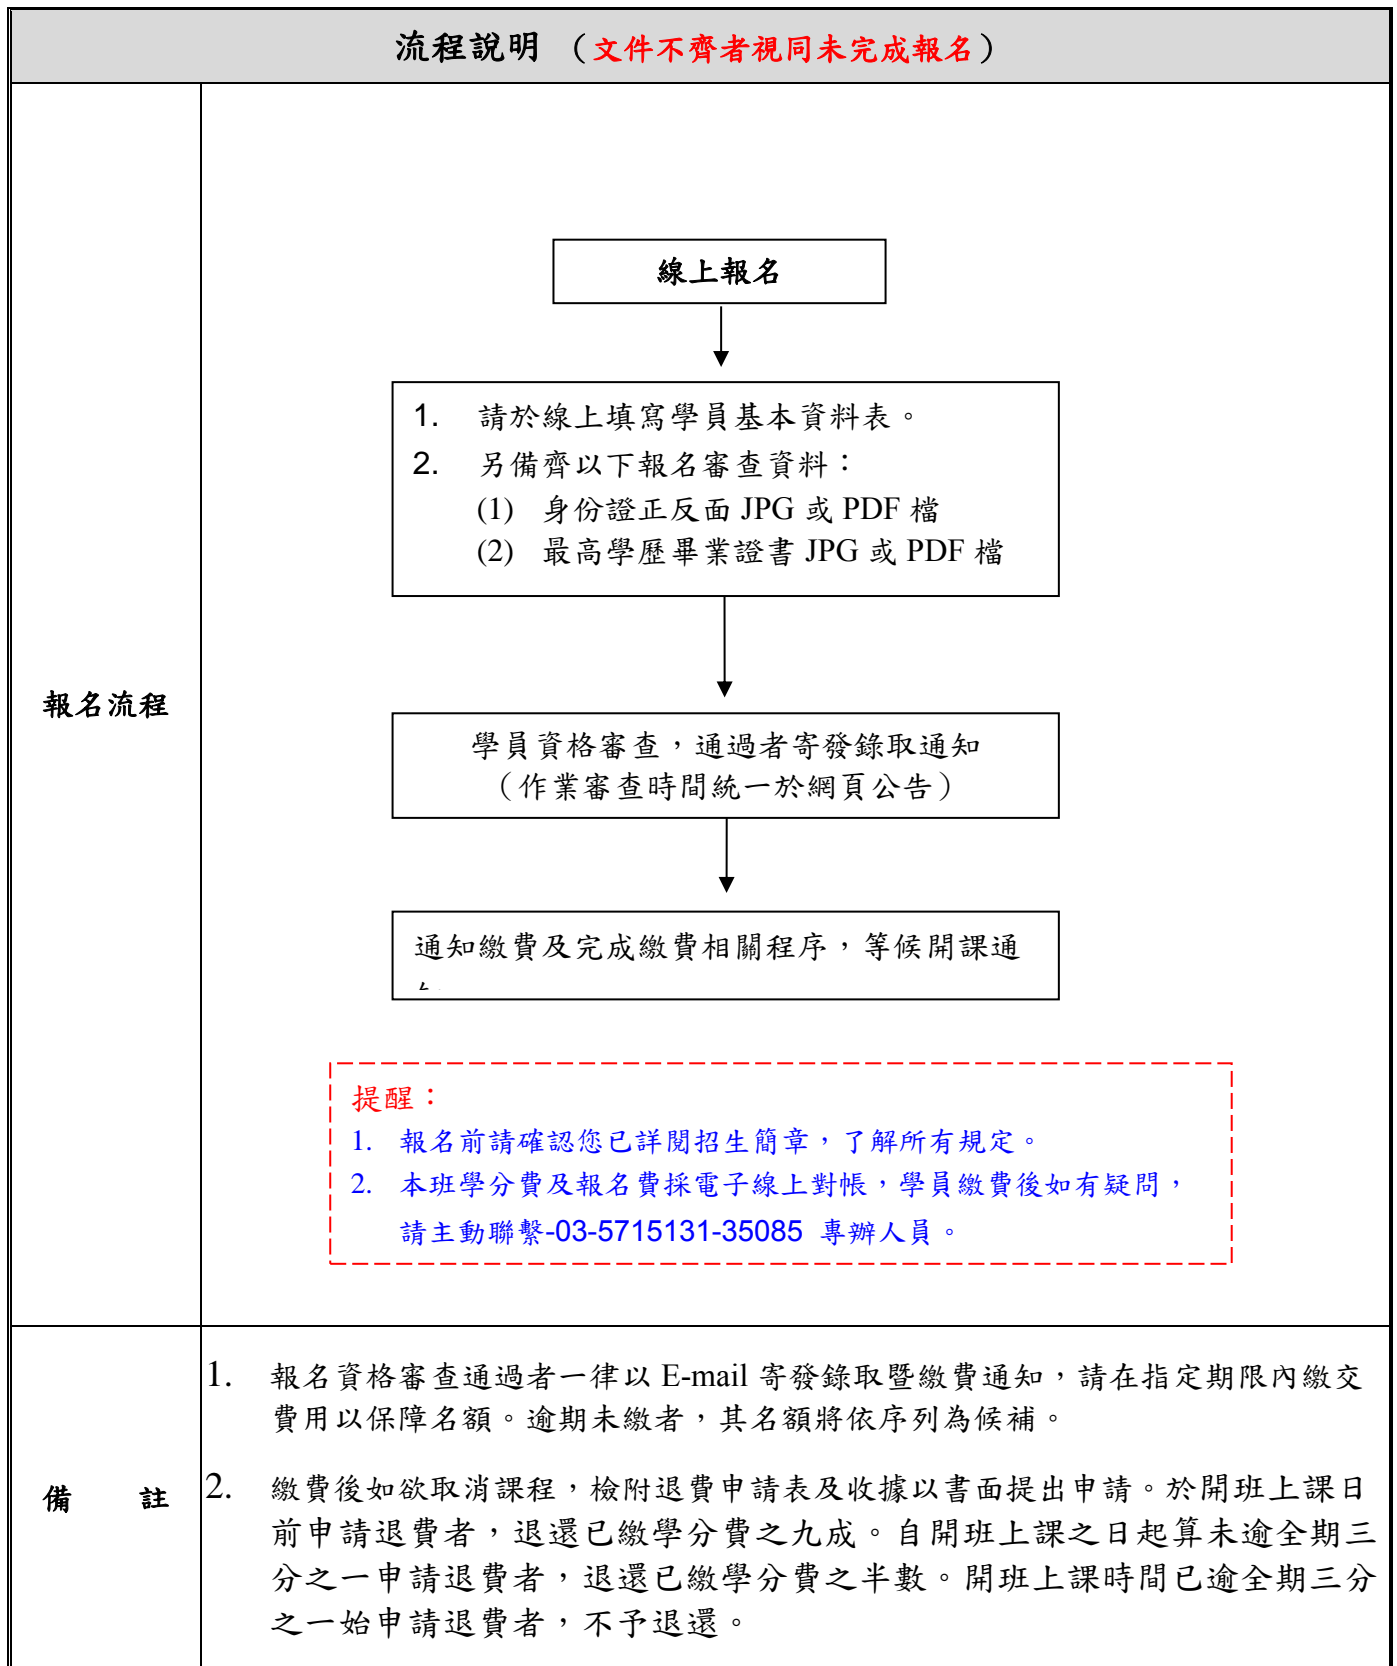 流程說明 （文件不齊者視同未完成報名）
報名流程
線上報名
1. 請於線上填寫學員基本資料表。
2. 另備齊以下報名審查資料：
(1) 身份證正反面 JPG 或 PDF 檔
(2) 最高學歷畢業證書 JPG 或 PDF 檔
學員資格審查，通過者寄發錄取通知
（作業審查時間統一於網頁公告）
通知繳費及完成繳費相關程序，等候開課通
提醒：
1. 報名前請確認您已詳閱招生簡章，了解所有規定。
2. 本班學分費及報名費採電子線上對帳，學員繳費後如有疑問，
請主動聯繫-03-5715131-35085 專辦人員。
備 註
1. 報名資格審查通過者一律以 E-mail 寄發錄取暨繳費通知，請在指定期限內繳交
費用以保障名額。逾期未繳者，其名額將依序列為候補。
2. 繳費後如欲取消課程，檢附退費申請表及收據以書面提出申請。於開班上課日
前申請退費者，退還已繳學分費之九成。自開班上課之日起算未逾全期三
分之一申請退費者，退還已繳學分費之半數。開班上課時間已逾全期三分
之一始申請退費者，不予退還。